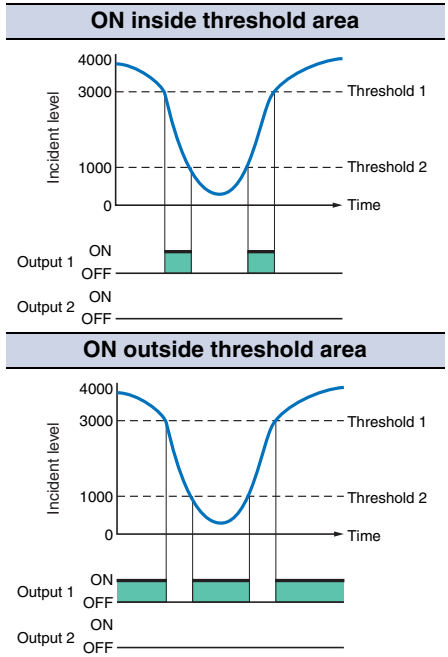 ON inside threshold area
Incident level
4000
3000
1000
0
Threshold 1
Threshold 2
Time
Output 1
ON
OFF
Output 2
ON
OFF
ON outside threshold area
Incident level
4000
3000
1000
0
Threshold 1
Threshold 2
Time
Output 1
ON
OFF
Output 2
ON
OFF